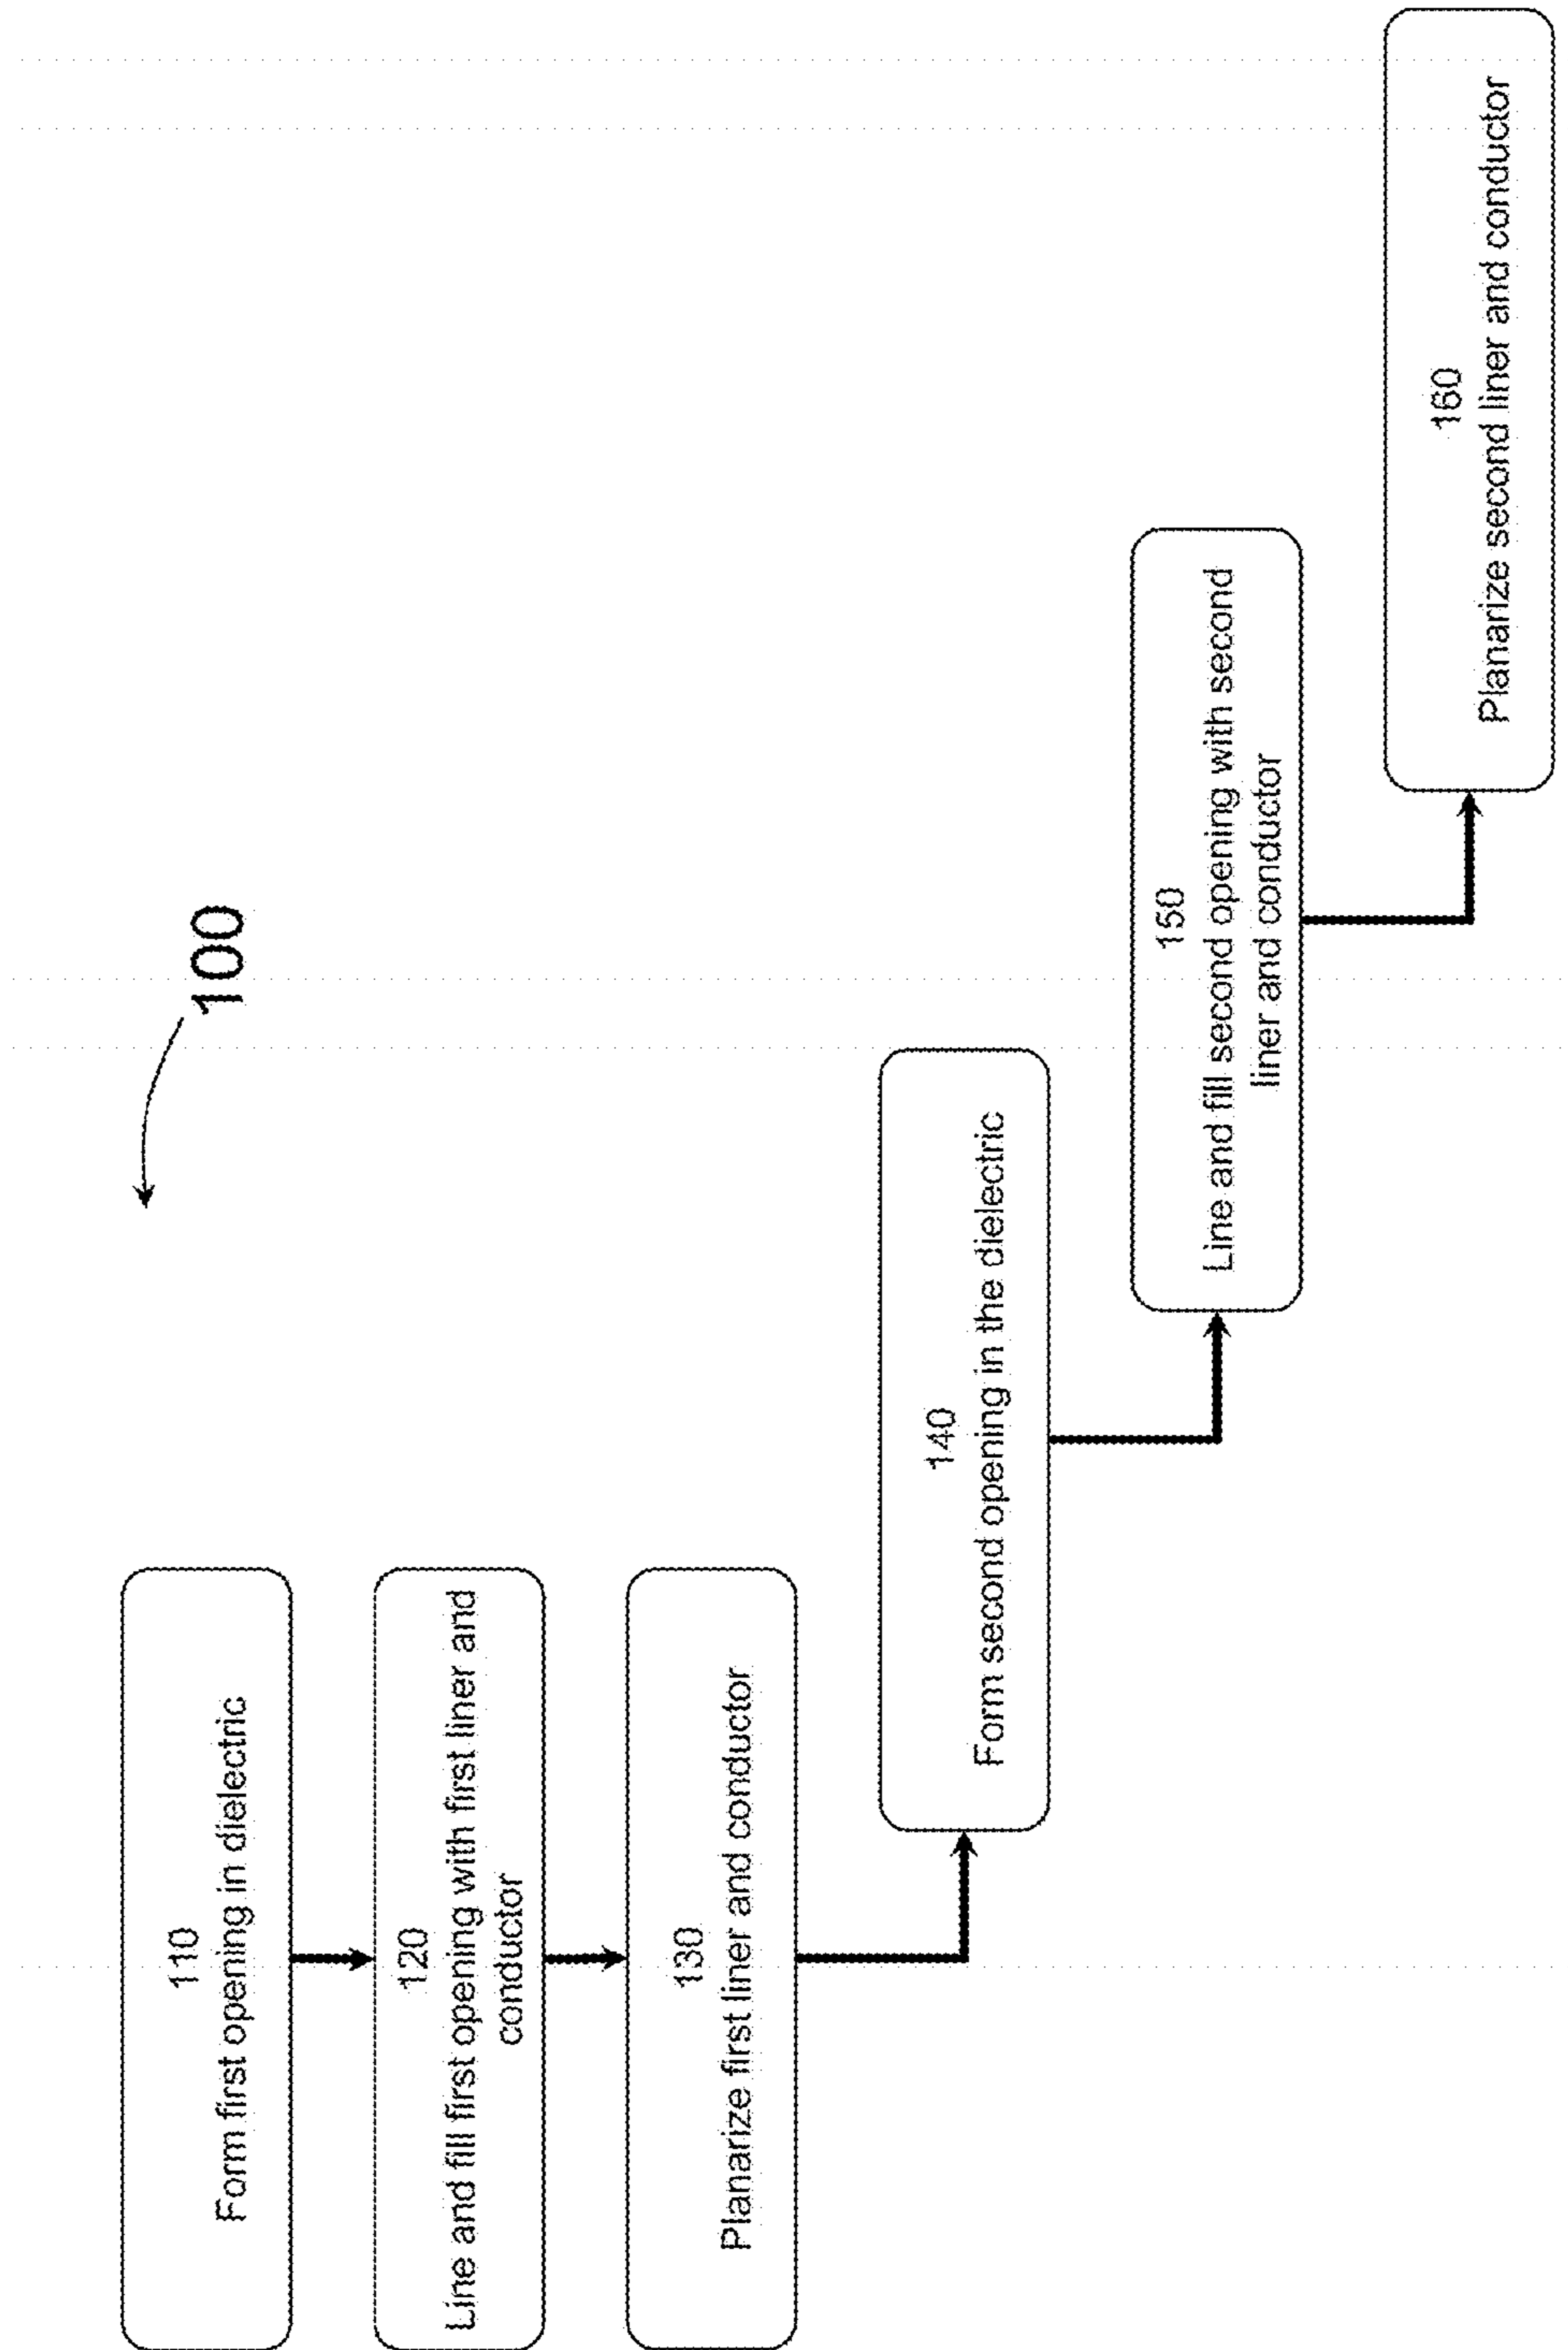 100
110
Form first opening in dielectric
120
Line and fill first opening with first liner and
conductor
130
Planarize first liner and conductor
140
Form second opening in the dielectric
150
Line and fill second opening with second
liner and conductor
160
Planarize second liner and conductor